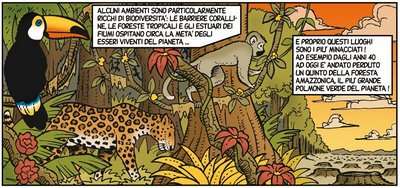 ALCUNI AMBIENTI SONO PARTICOLARMENTE
RICCHI DI BIODIVERSITA': LE BARRIERE CORALLI-
NE, LE FORESTE TROPICALI E GLI ESTUARI DEI
FIUMI OSPITANO CIRCA LA META' DEGLI
ESSERI VIVENTI DEL PIANETA ...
E PROPRIO QUESTI LUOGHI
SONO I PIU' MINACCIATI !
AD ESEMPIO DAGLI ANNI 40
AD OGGI E' ANDATO PERDUTO
UN QUINTO DELLA FORESTA
AMAZZONICA, IL PIU' GRANDE
POLMONE VERDE DEL PIANETA !